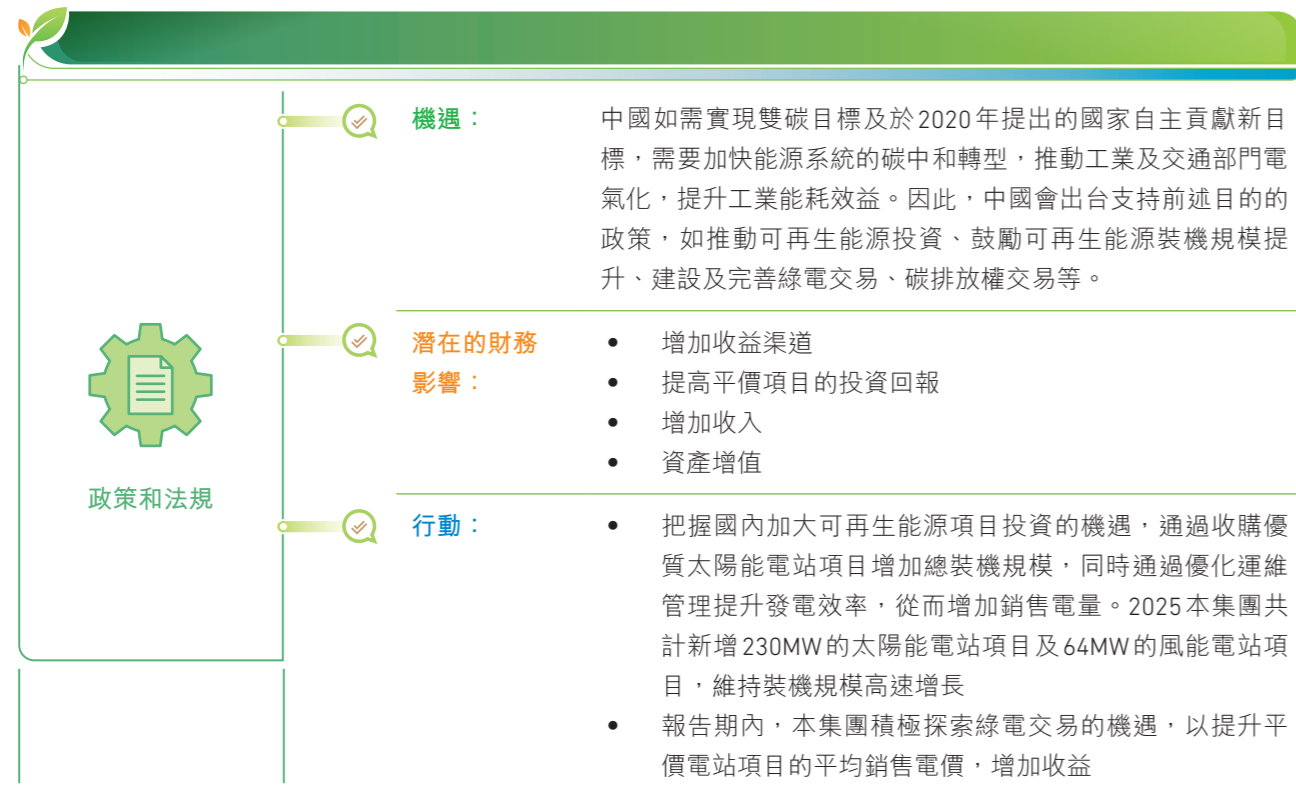 政策和法規
機遇：
中國如需實現雙碳目標及於2020年提出的國家自主貢獻新目
標，需要加快能源系統的碳中和轉型，推動工業及交通部門電
氣化，提升工業能耗效益。因此，中國會出台支持前述目的的
政策，如推動可再生能源投資、鼓勵可再生能源裝機規模提
升、建設及完善綠電交易、碳排放權交易等。
潛在的財務
影響：
• 增加收益渠道
• 提高平價項目的投資回報
• 增加收入
• 資產增值
行動：
• 把握國內加大可再生能源項目投資的機遇，通過收購優
質太陽能電站項目增加總裝機規模，同時通過優化運維
管理提升發電效率，從而增加銷售電量。2025本集團共
計新增230MW的太陽能電站項目及64MW的風能電站項
目，維持裝機規模高速增長
• 報告期內，本集團積極探索綠電交易的機遇，以提升平
價電站項目的平均銷售電價，增加收益